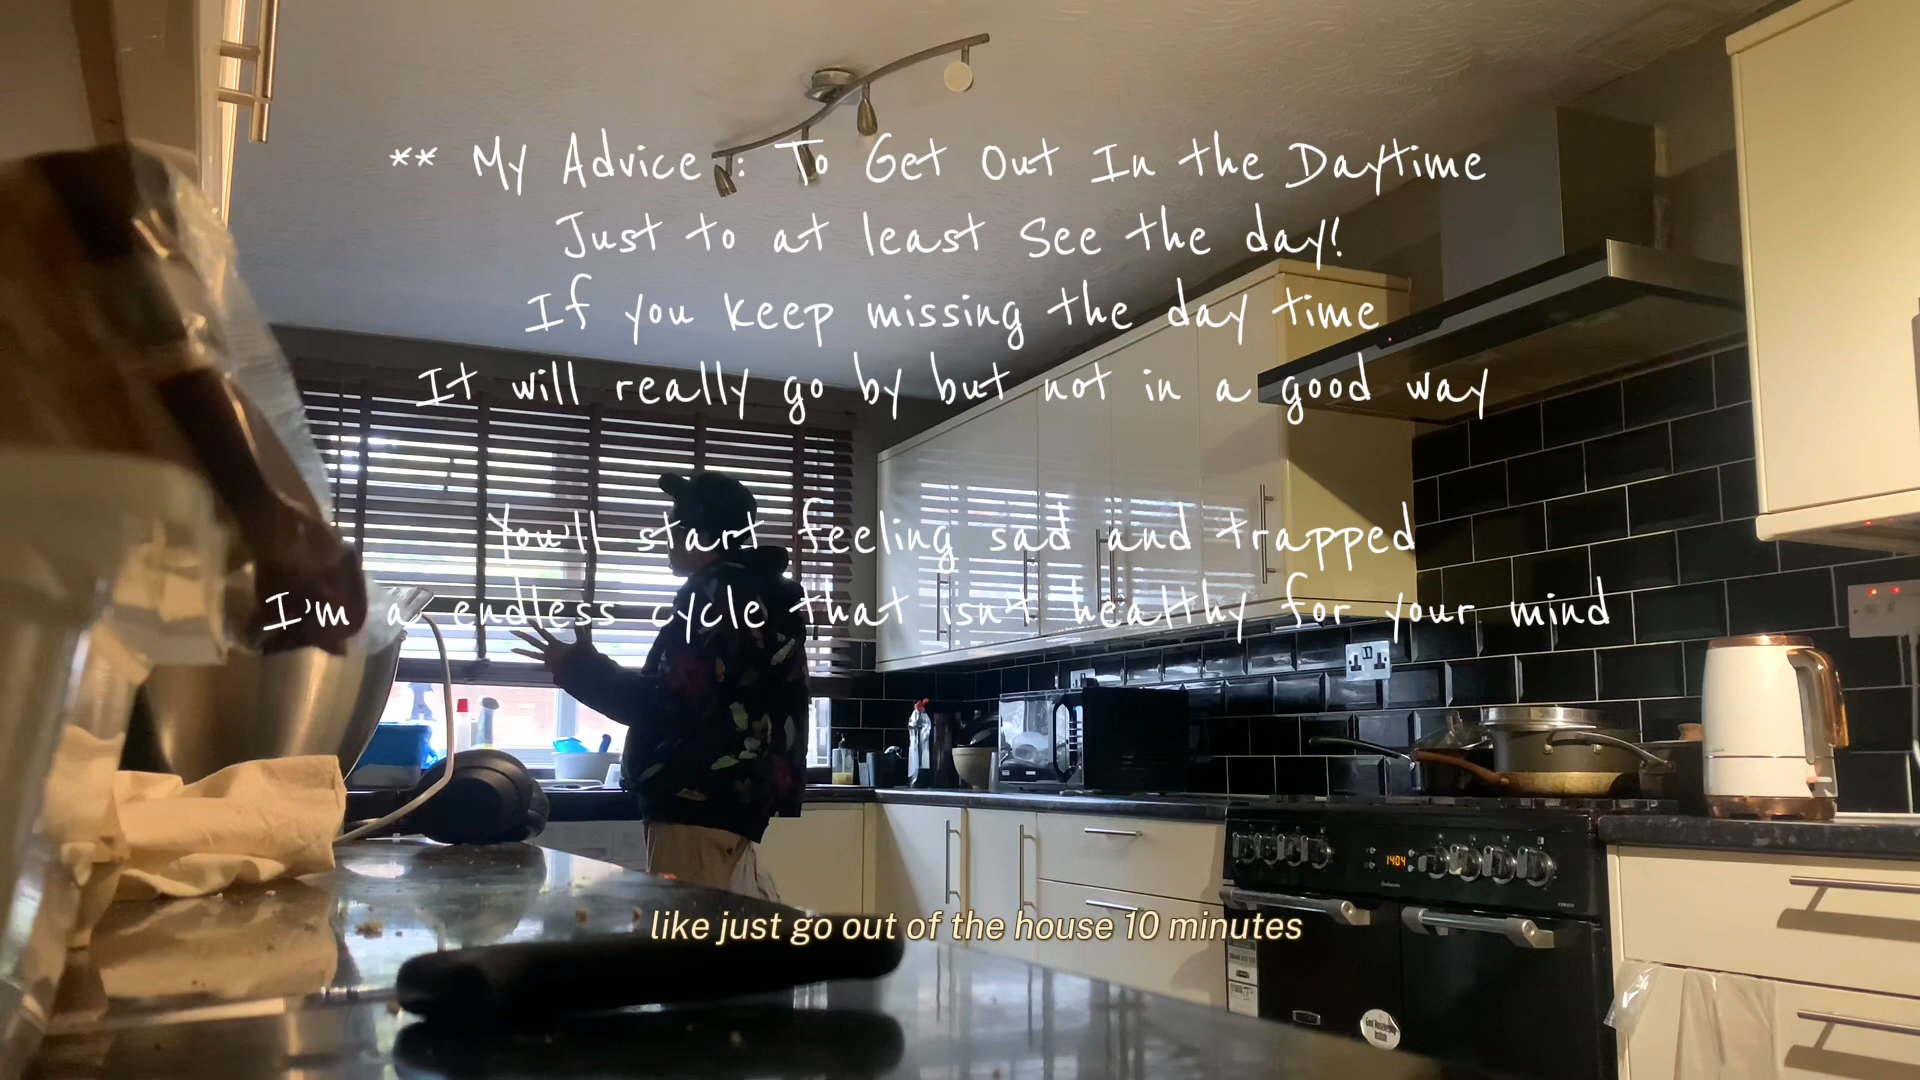 ** My Advice : To Get Out In the Daytime
Just to at least See the day!
If you keep missing the day time
It will really go by but not in a good way
You'll start feeling sad and trapped
I'm a endless cycle that isn't healthy for your mind
1404
like just go out of the house 10 minutes